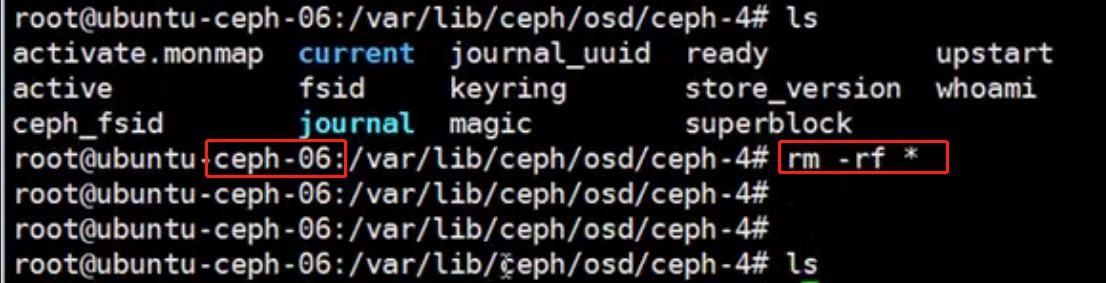 root@ubuntu-ceph-06:/var/lib/ceph/osd/ceph-4# ls
activate.monmap current journal_uuid ready upstart
active fsid keyring store_version whoami
ceph_fsid journal magic superblock
root@ubuntu-ceph-06:/var/lib/ceph/osd/ceph-4# rm -rf *
root@ubuntu-ceph-06:/var/lib/ceph/osd/ceph-4#
root@ubuntu-ceph-06:/var/lib/ceph/osd/ceph-4#
root@ubuntu-ceph-06:/var/lib/ceph/osd/ceph-4# ls